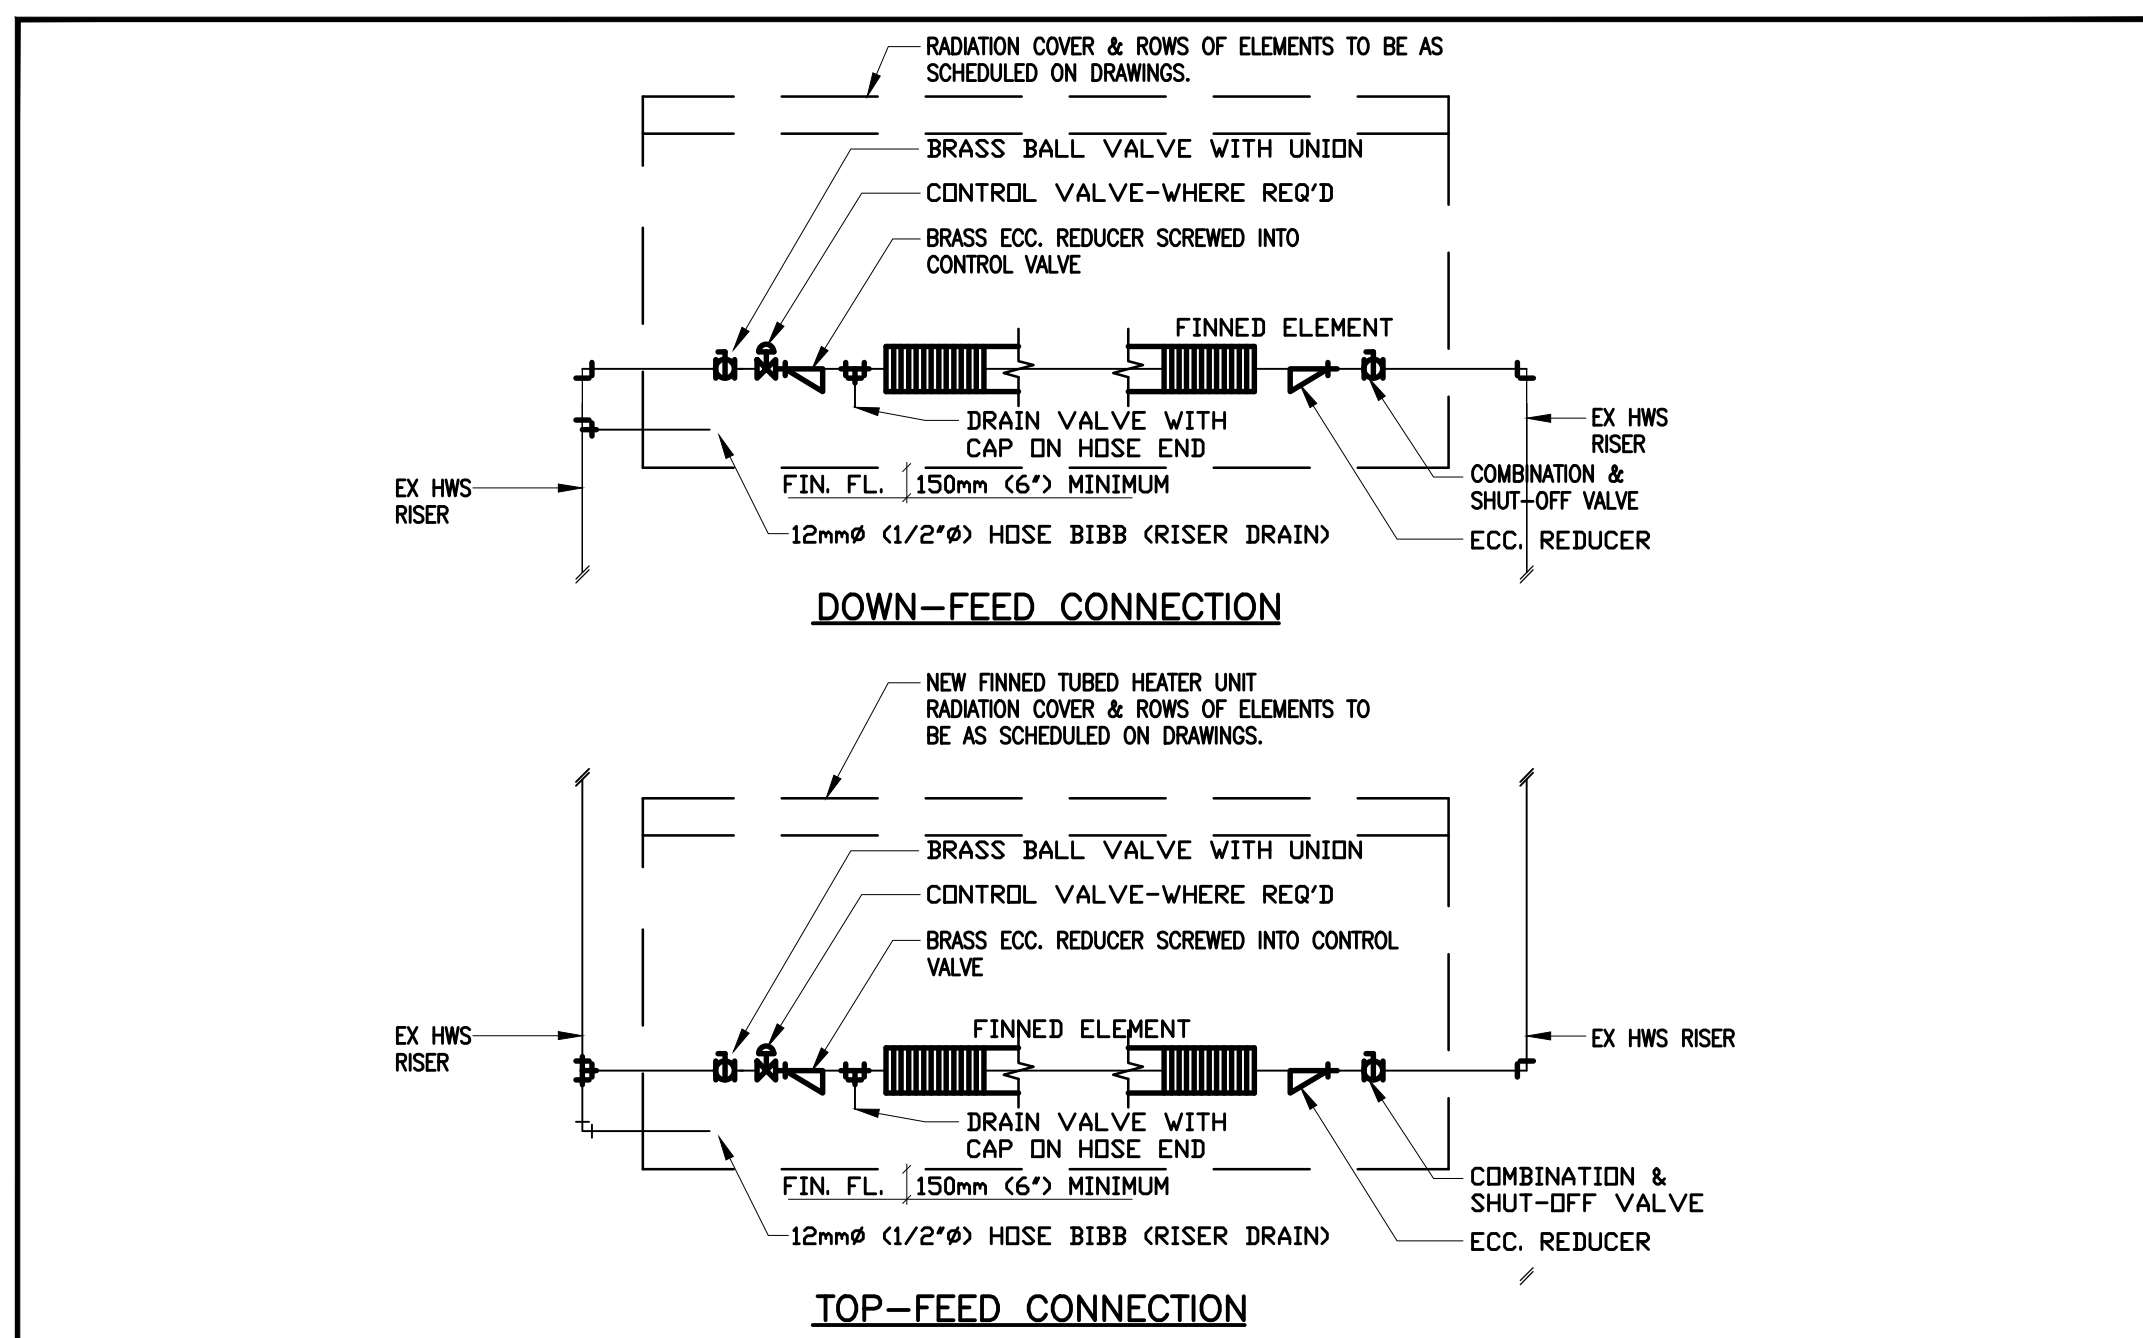 RADIATION COVER & ROWS OF ELEMENTS TO BE AS
SCHEDULED ON DRAWINGS.
BRASS BALL VALVE WITH UNION
CONTROL VALVE-WHERE REQ'D
BRASS ECC. REDUCER SCREWED INTO
CONTROL VALVE
FINNED ELEMENT
DRAIN VALVE WITH
CAP ON HOSE END
EX HWS
RISER
EX HWS
RISER
COMBINATION &
SHUT-OFF VALVE
FIN. FL. 150mm (6") MINIMUM
12mmø (1/2"ø) HOSE BIBB (RISER DRAIN)
ECC. REDUCER
DOWN-FEED CONNECTION
NEW FINNED TUBED HEATER UNIT
RADIATION COVER & ROWS OF ELEMENTS TO
BE AS SCHEDULED ON DRAWINGS.
BRASS BALL VALVE WITH UNION
CONTROL VALVE-WHERE REQ'D
BRASS ECC. REDUCER SCREWED INTO CONTROL
VALVE
FINNED ELEMENT
EX HWS
RISER
EX HWS RISER
DRAIN VALVE WITH
CAP ON HOSE END
COMBINATION &
SHUT-OFF VALVE
FIN. FL. 150mm (6") MINIMUM
12mmø (1/2"ø) HOSE BIBB (RISER DRAIN)
ECC. REDUCER
TOP-FEED CONNECTION